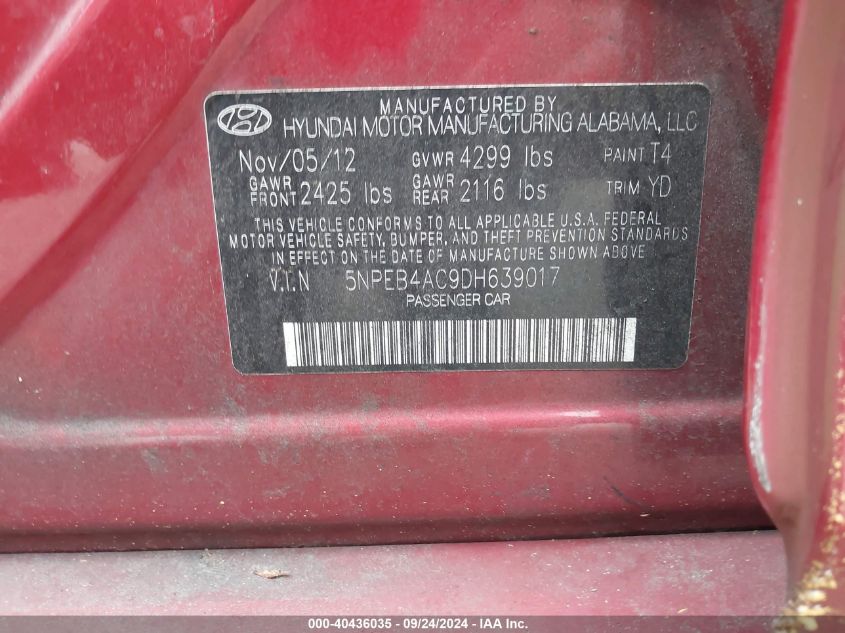 MANUFACTURED BY
HYUNDAI MOTOR MANUFACTURING ALABAMA, LLC
Nov/05/12 GVWR 4299 lbs PAINT T4
GAWR FRONT 2425 lbs GAWR REAR 2116 lbs TRIM YD
THIS VEHICLE CONFORMS TO ALL APPLICABLE U.S.A. FEDERAL
MOTOR VEHICLE SAFETY, BUMPER, AND THEFT PREVENTION STANDARDS
IN EFFECT ON THE DATE OF MANUFACTURE SHOWN ABOVE
V.I.N 5NPEB4AC9DH639017
PASSENGER CAR
000-40436035 - 09/24/2024 - IAA Inc.